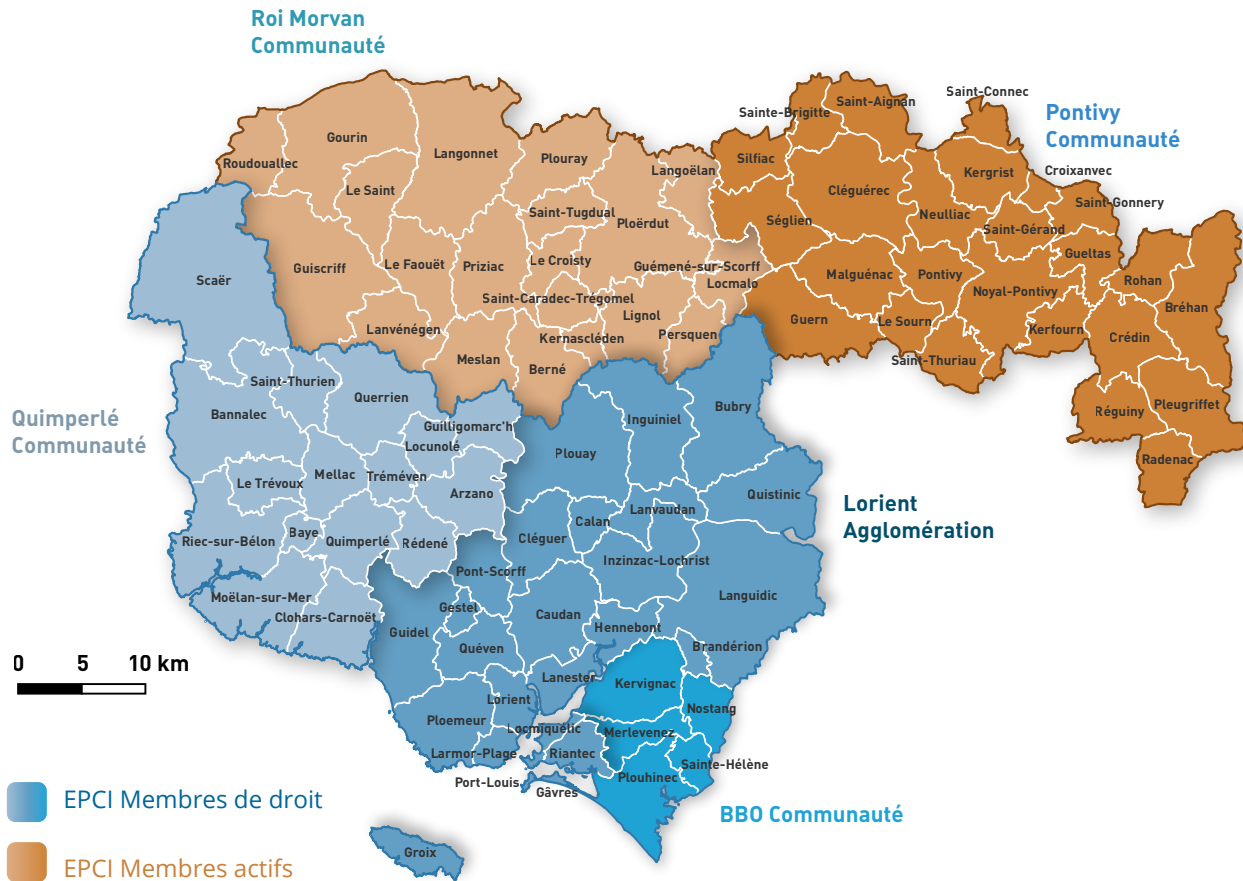 Roi Morvan
Communauté
Saint-Connec
Sainte-Brigitte
Saint-Aignan
Pontivy
Communauté
Gourin
Roudouallec
Langonnet
Plouray
Langoëlan
Silfiac
Kergrist
Croixanvec
Le Saint
Cléguérec
Saint-Gonnery
Saint-Tugdual
Ploërdut
Séglien
Neulliac
Saint-Gérand
Gueltas
Scaër
Guiscriff
Le Faouët
Priziac
Le Croisty
Guémené-sur-Scorff
Locmalo
Malguénac
Pontivy
Noyal-Pontivy
Rohan
Bréhan
Saint-Caradec-Trégomel
Lignol
Guern
Le Sourn
Kerfourn
Crédin
Lanvénégen
Kernascléden
Persquen
Meslan
Berné
Saint-Thuriau
Saint-Thurien
Querrien
Bannalec
Quimperlé
Communauté
Guilligomarc'h
Locunolé
Inguiniel
Bubry
Réguiny
Pleugriffet
Radenac
Plouay
Le Trévoux
Mellac
Tréméven
Arzano
Quistinic
Lorient
Agglomération
Calan
Lanvaudan
Riec-sur-Bélon
Baye
Quimperlé
Rédené
Cléguer
Inzinzac-Lochrist
Pont-Scorff
Moëlan-sur-Mer
Clohars-Carnoët
Gestel
Caudan
Languidic
Guidel
Hennebont
Quéven
Brandérion
0 5 10 km
Lanester
Kervignac
Lorient
Nostang
Ploemeur
Locmiquélic
Merlevenez
Larmor-Plage
Riantec
Sainte-Hélène
Port-Louis
Gâvres
Plouhinec
EPCI Membres de droit
BBO Communauté
Groix
EPCI Membres actifs